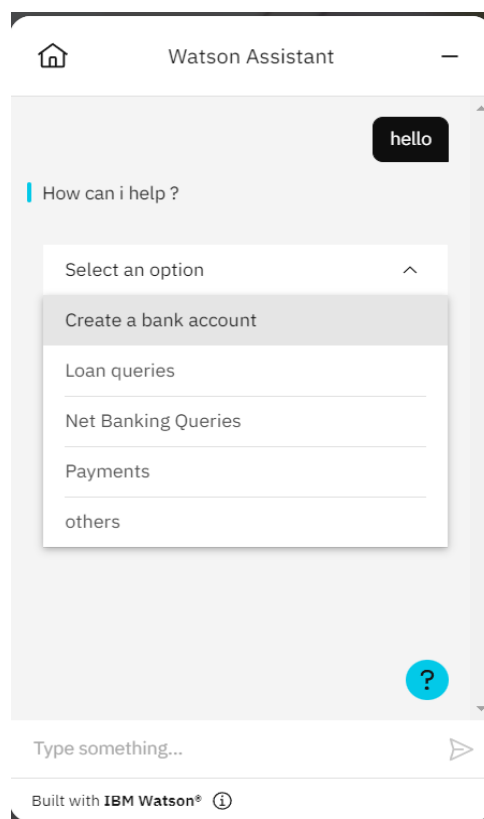 Watson Assistant
hello
How can i help ?
Select an option
Create a bank account
Loan queries
Net Banking Queries
Payments
others
?
Type something...
Built with IBM Watson®